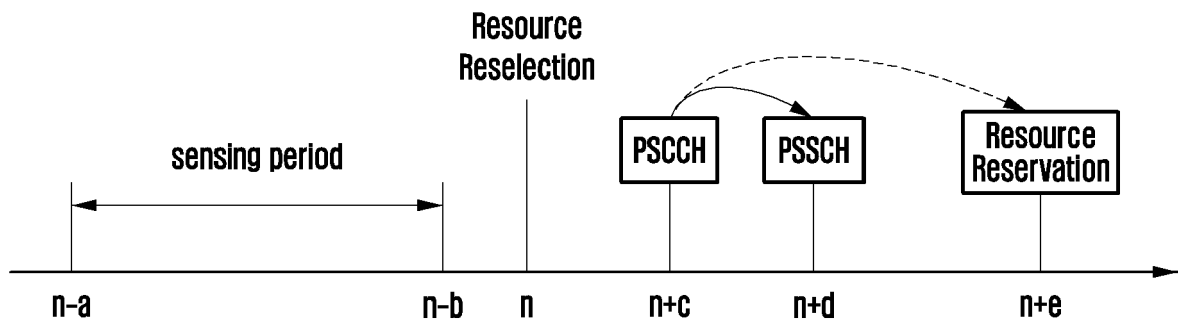 Resource
Reselection
sensing period
PSCCH
PSSCH
Resource
Reservation
n-a
n-b
n
n+c
n+d
n+e